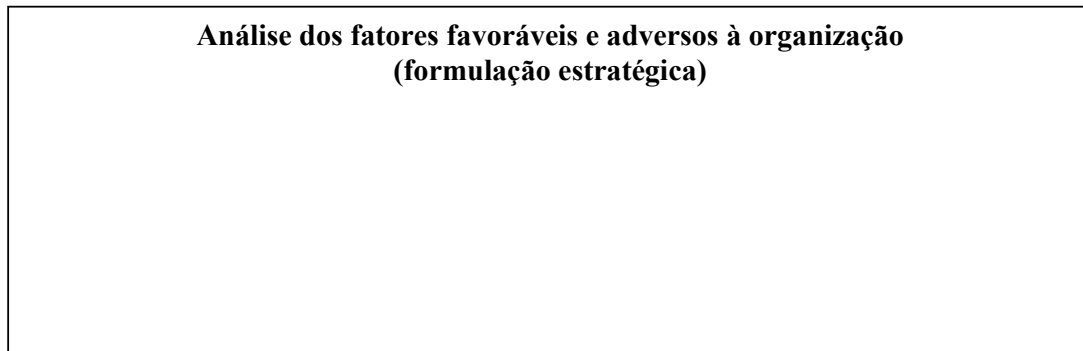 Análise dos fatores favoráveis e adversos à organização
(formulação estratégica)